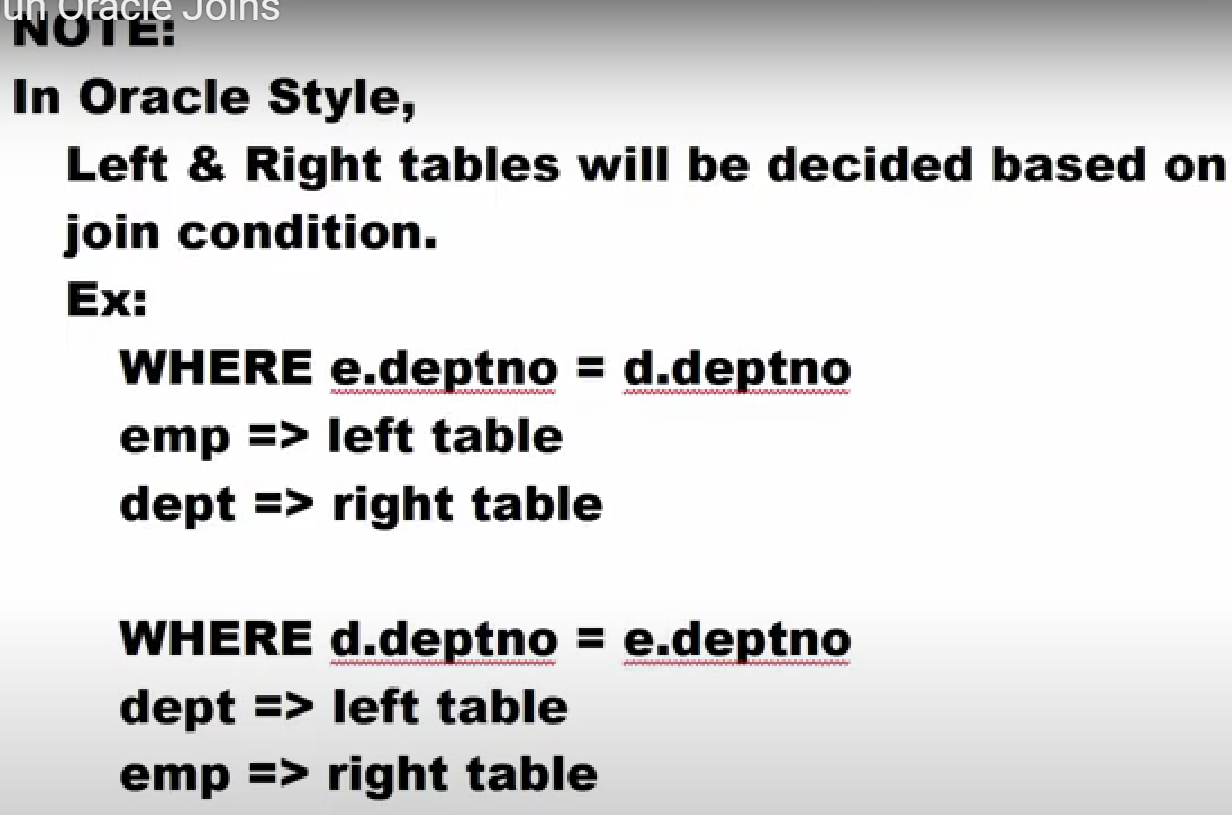 un Oracle Joins
NOTE:
In Oracle Style,
Left & Right tables will be decided based on
join condition.
Ex:
WHERE e.deptno = d.deptno
emp => left table
dept => right table
WHERE d.deptno = e.deptno
dept => left table
emp => right table